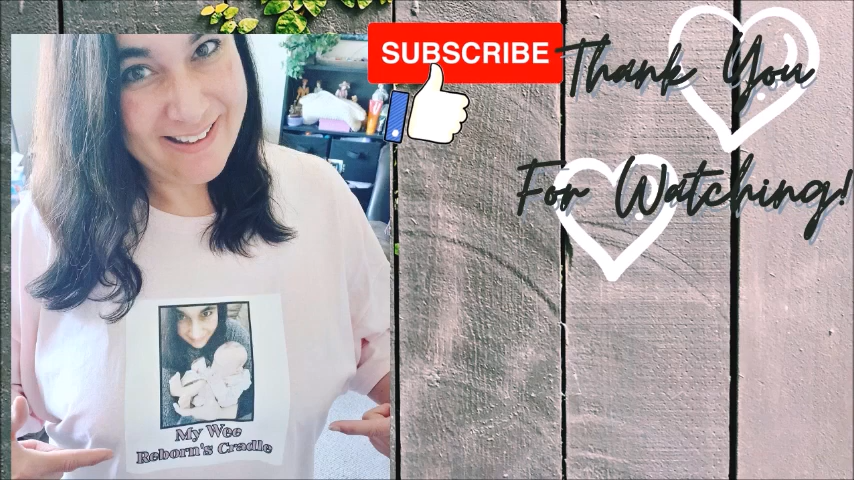 SUBSCRIBE
Thank You
For Watching!
My Wee
Reborn's Cradle